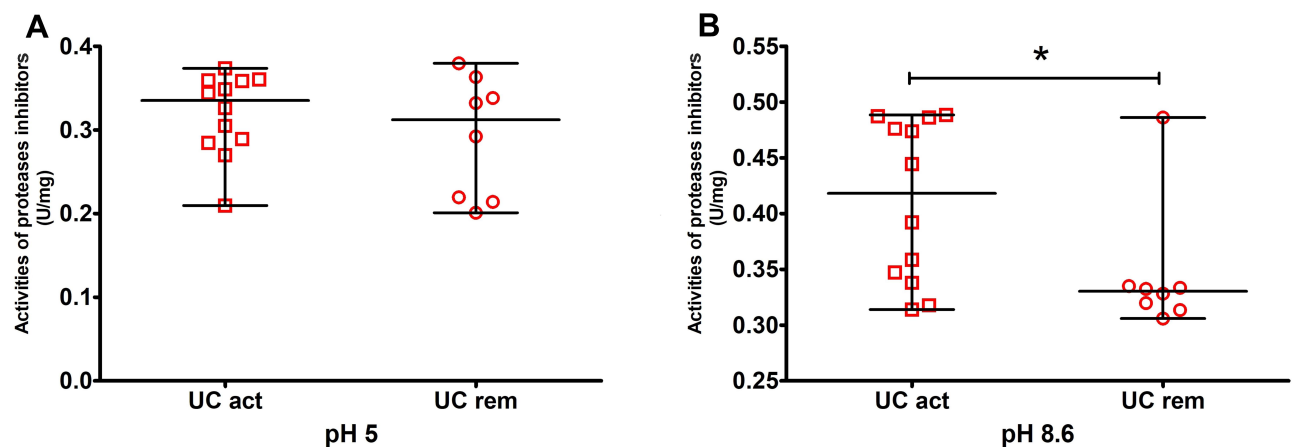 A
Activities of proteases inhibitors
(U/mg)
0.4
0.3
0.2
0.1
0.0
UC act
UC rem
pH 5
B
Activities of proteases inhibitors
(U/mg)
0.55
0.50
0.45
0.40
0.35
0.30
0.25
*
UC act
UC rem
pH 8.6